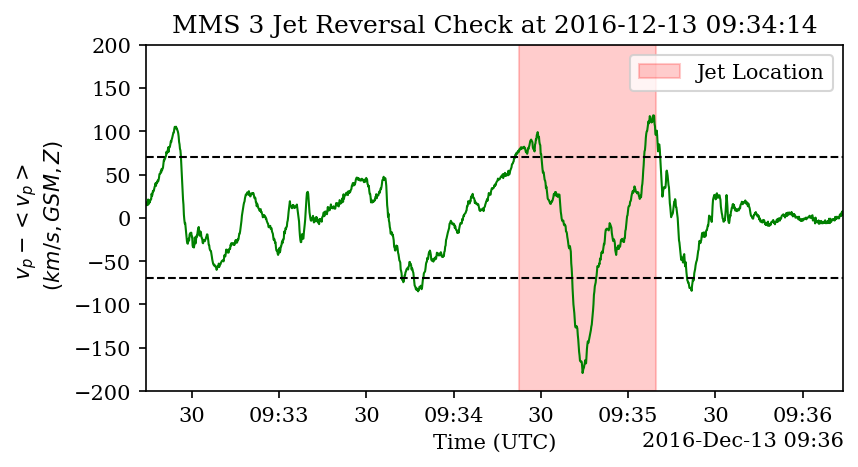 MMS 3 Jet Reversal Check at 2016-12-13 09:34:14
200
150
100
50
0
−50
−100
−150
−200
v_p − < v_p >
(km/s, GSM, Z)
Jet Location
30 09:33 30 09:34 30 09:35 30 09:36
Time (UTC)
2016-Dec-13 09:36